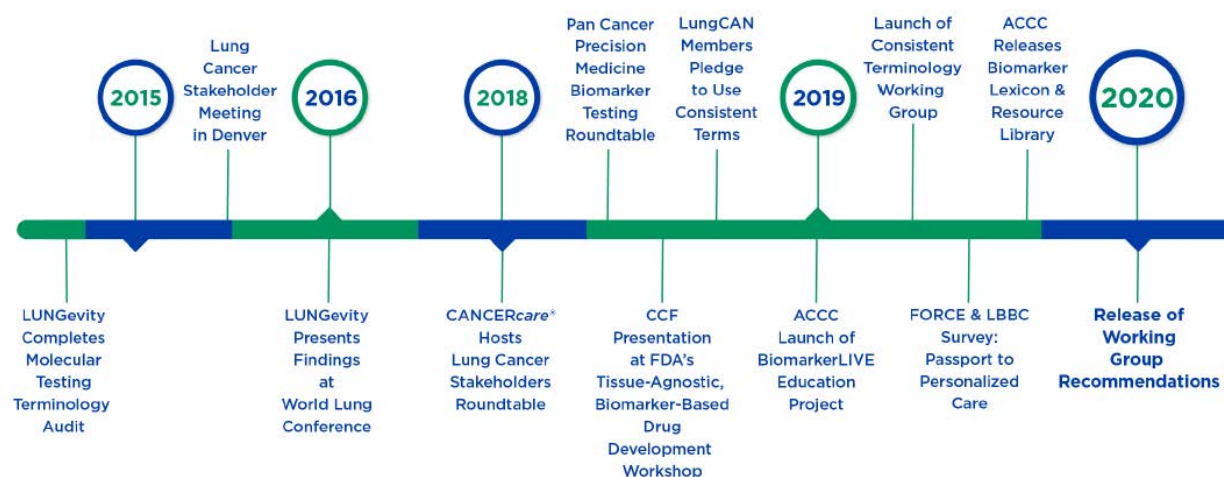 2015
Lung
Cancer
Stakeholder
Meeting
in Denver
2016
2018
Pan Cancer
Precision
Medicine
Biomarker
Testing
Roundtable
LungCAN
Members
Pledge
to Use
Consistent
Terms
2019
Launch of
Consistent
Terminology
Working
Group
ACCC
Releases
Biomarker
Lexicon &
Resource
Library
2020
LUNGevity
Completes
Molecular
Testing
Terminology
Audit
LUNGevity
Presents
Findings
at
World Lung
Conference
CANCERcare®
Hosts
Lung Cancer
Stakeholders
Roundtable
CCF
Presentation
at FDA's
Tissue-Agnostic,
Biomarker-Based
Drug
Development
Workshop
ACCC
Launch of
BiomarkerLIVE
Education
Project
FORCE & LBBC
Survey:
Passport to
Personalized
Care
Release of
Working
Group
Recommendations